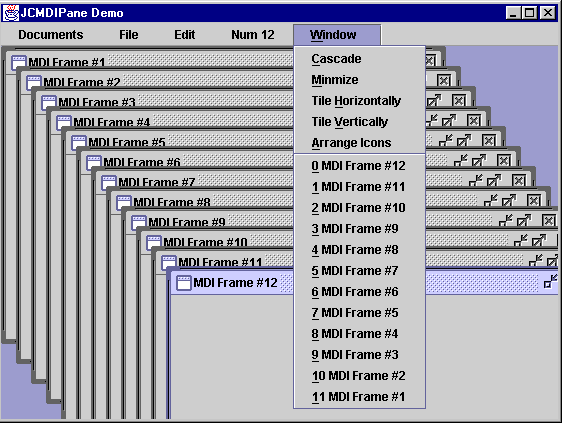 JCMDIPane Demo
Documents File Edit Num 12 Window
Cascade
Minmize
Tile Horizontally
Tile Vertically
Arrange Icons
0 MDI Frame #12
1 MDI Frame #11
2 MDI Frame #10
3 MDI Frame #9
4 MDI Frame #8
5 MDI Frame #7
6 MDI Frame #6
7 MDI Frame #5
8 MDI Frame #4
9 MDI Frame #3
10 MDI Frame #2
11 MDI Frame #1
MDI Frame #1
MDI Frame #2
MDI Frame #3
MDI Frame #4
MDI Frame #5
MDI Frame #6
MDI Frame #7
MDI Frame #8
MDI Frame #9
MDI Frame #10
MDI Frame #11
MDI Frame #12